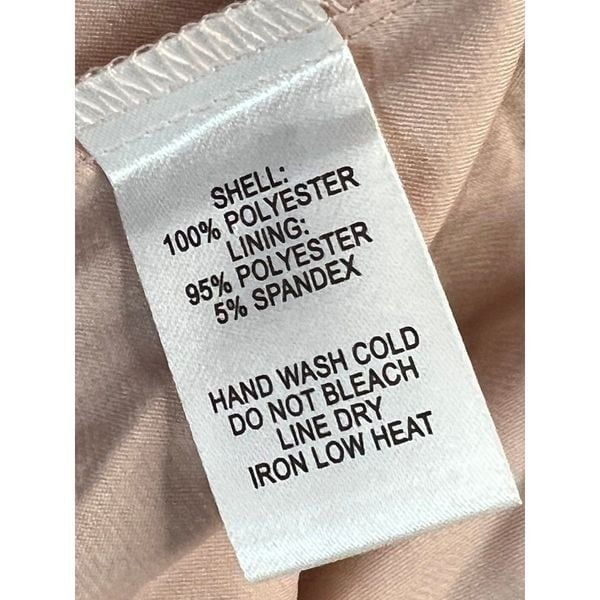 SHELL:
100% POLYESTER
LINING:
95% POLYESTER
5% SPANDEX
HAND WASH COLD
DO NOT BLEACH
LINE DRY
IRON LOW HEAT